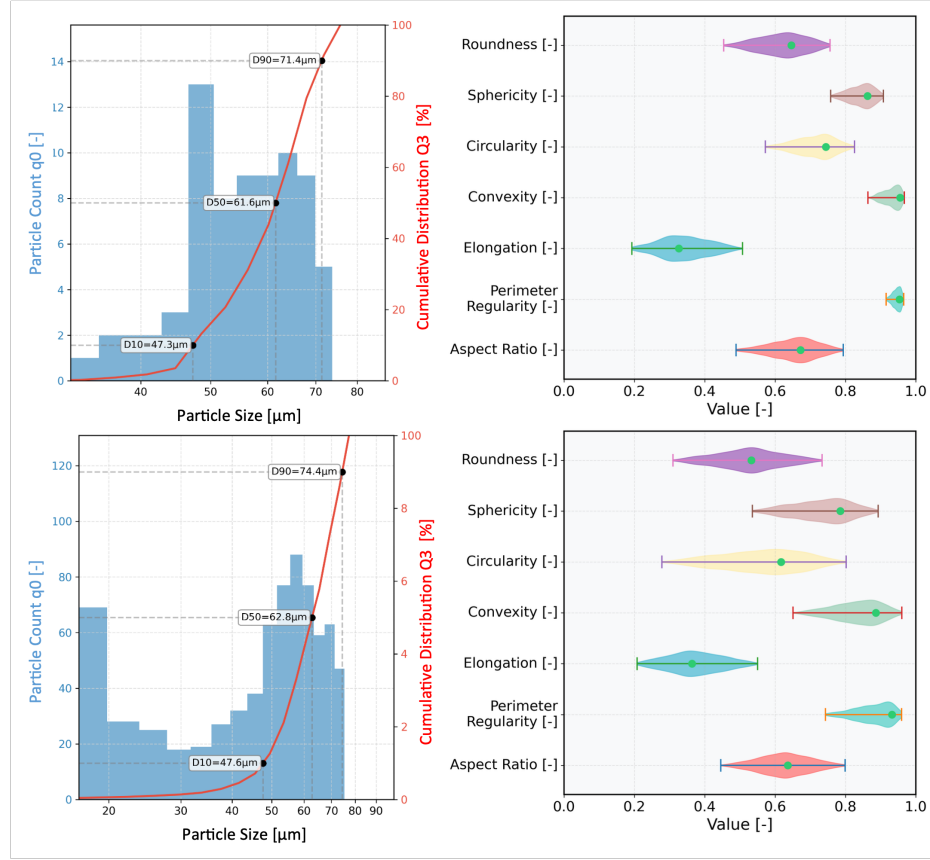 Particle Count q0 [-]
14
12
10
8
6
4
2
0
D90=71.4µm
D50=61.6µm
D10=47.3µm
100
80
60
40
20
0
Cumulative Distribution Q3 [%]
40 50 60 70 80
Particle Size [µm]
Roundness [-]
Sphericity [-]
Circularity [-]
Convexity [-]
Elongation [-]
Perimeter
Regularity [-]
Aspect Ratio [-]
0.0 0.2 0.4 0.6 0.8 1.0
Value [-]
Particle Count q0 [-]
120
100
80
60
40
20
0
D90=74.4µm
D50=62.8µm
D10=47.6µm
100
8
6
4
2
0
Cumulative Distribution Q3 [%]
20 30 40 50 60 70 80 90
Particle Size [µm]
Roundness [-]
Sphericity [-]
Circularity [-]
Convexity [-]
Elongation [-]
Perimeter
Regularity [-]
Aspect Ratio [-]
0.0 0.2 0.4 0.6 0.8 1.0
Value [-]